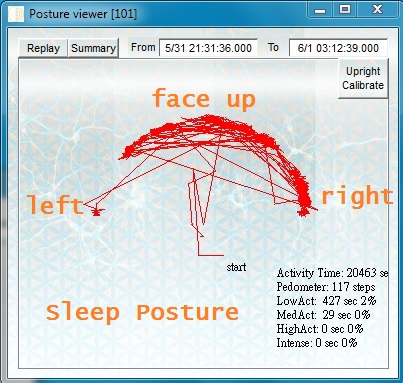 Posture viewer [101]
Replay Summary From 5/31 21:31:36.000 To 6/1 03:12:39.000
Upright
Calibrate
face up
left
right
start
Activity Time: 20463 se
Pedometer: 117 steps
LowAct: 427 sec 2%
MedAct: 29 sec 0%
HighAct: 0 sec 0%
Intense: 0 sec 0%
Sleep Posture